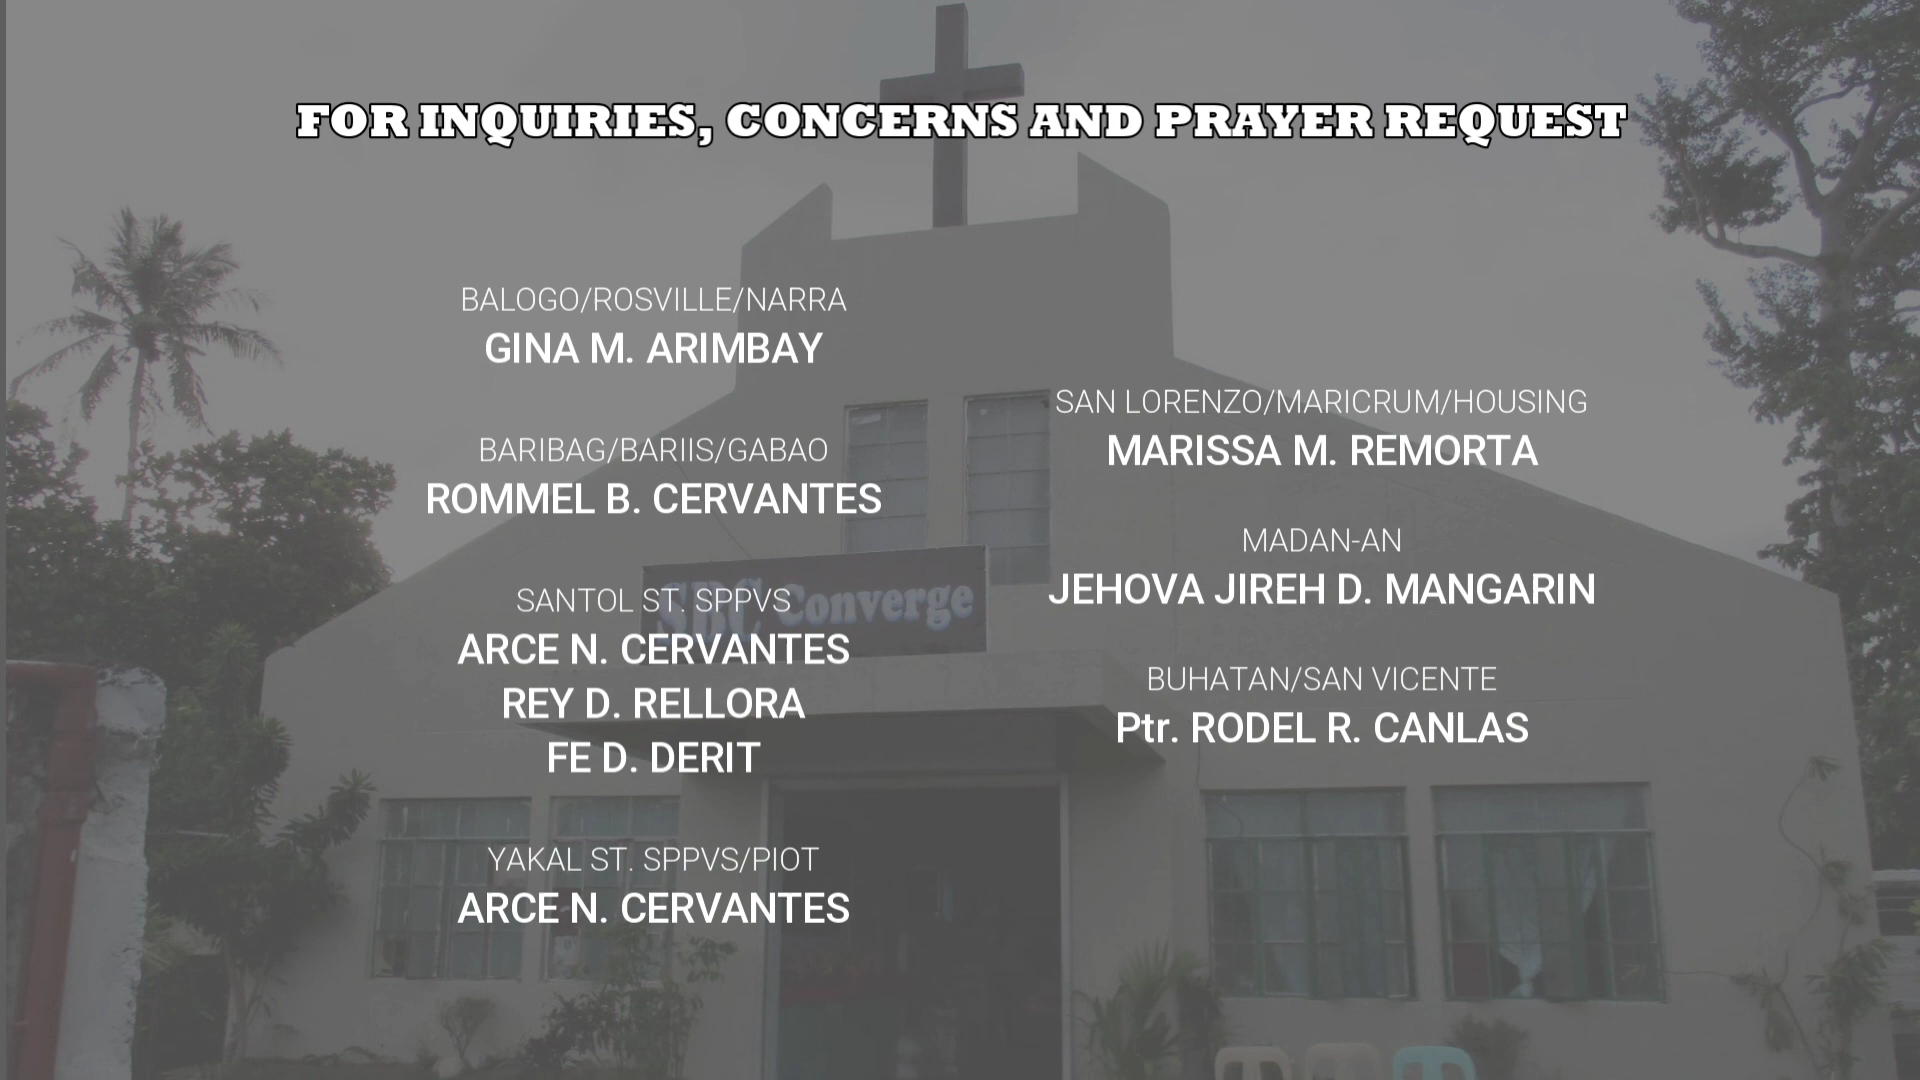 FOR INQUIRIES, CONCERNS AND PRAYER REQUEST
BALOGO/ROSVILLE/NARRA
GINA M. ARIMBAY
BARIBAG/BARIIS/GABAO
ROMMEL B. CERVANTES
SANTOL ST. SPPVS
ARCE N. CERVANTES
REY D. RELLORA
FE D. DERIT
YAKAL ST. SPPVS/PIOT
ARCE N. CERVANTES
SAN LORENZO/MARICRUM/HOUSING
MARISSA M. REMORTA
MADAN-AN
JEHOVA JIREH D. MANGARIN
BUHATAN/SAN VICENTE
Ptr. RODEL R. CANLAS
SBC Converge